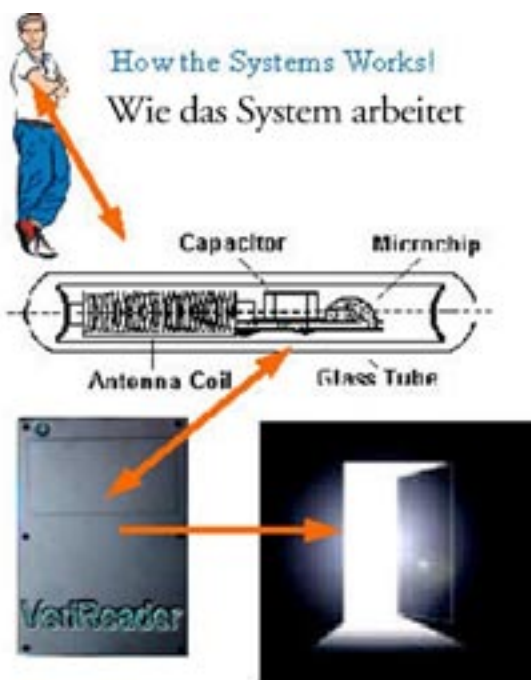 How the Systems Works!
Wie das System arbeitet
Capacitor
Microchip
Antenna Coil
Glass Tube
VeriReader